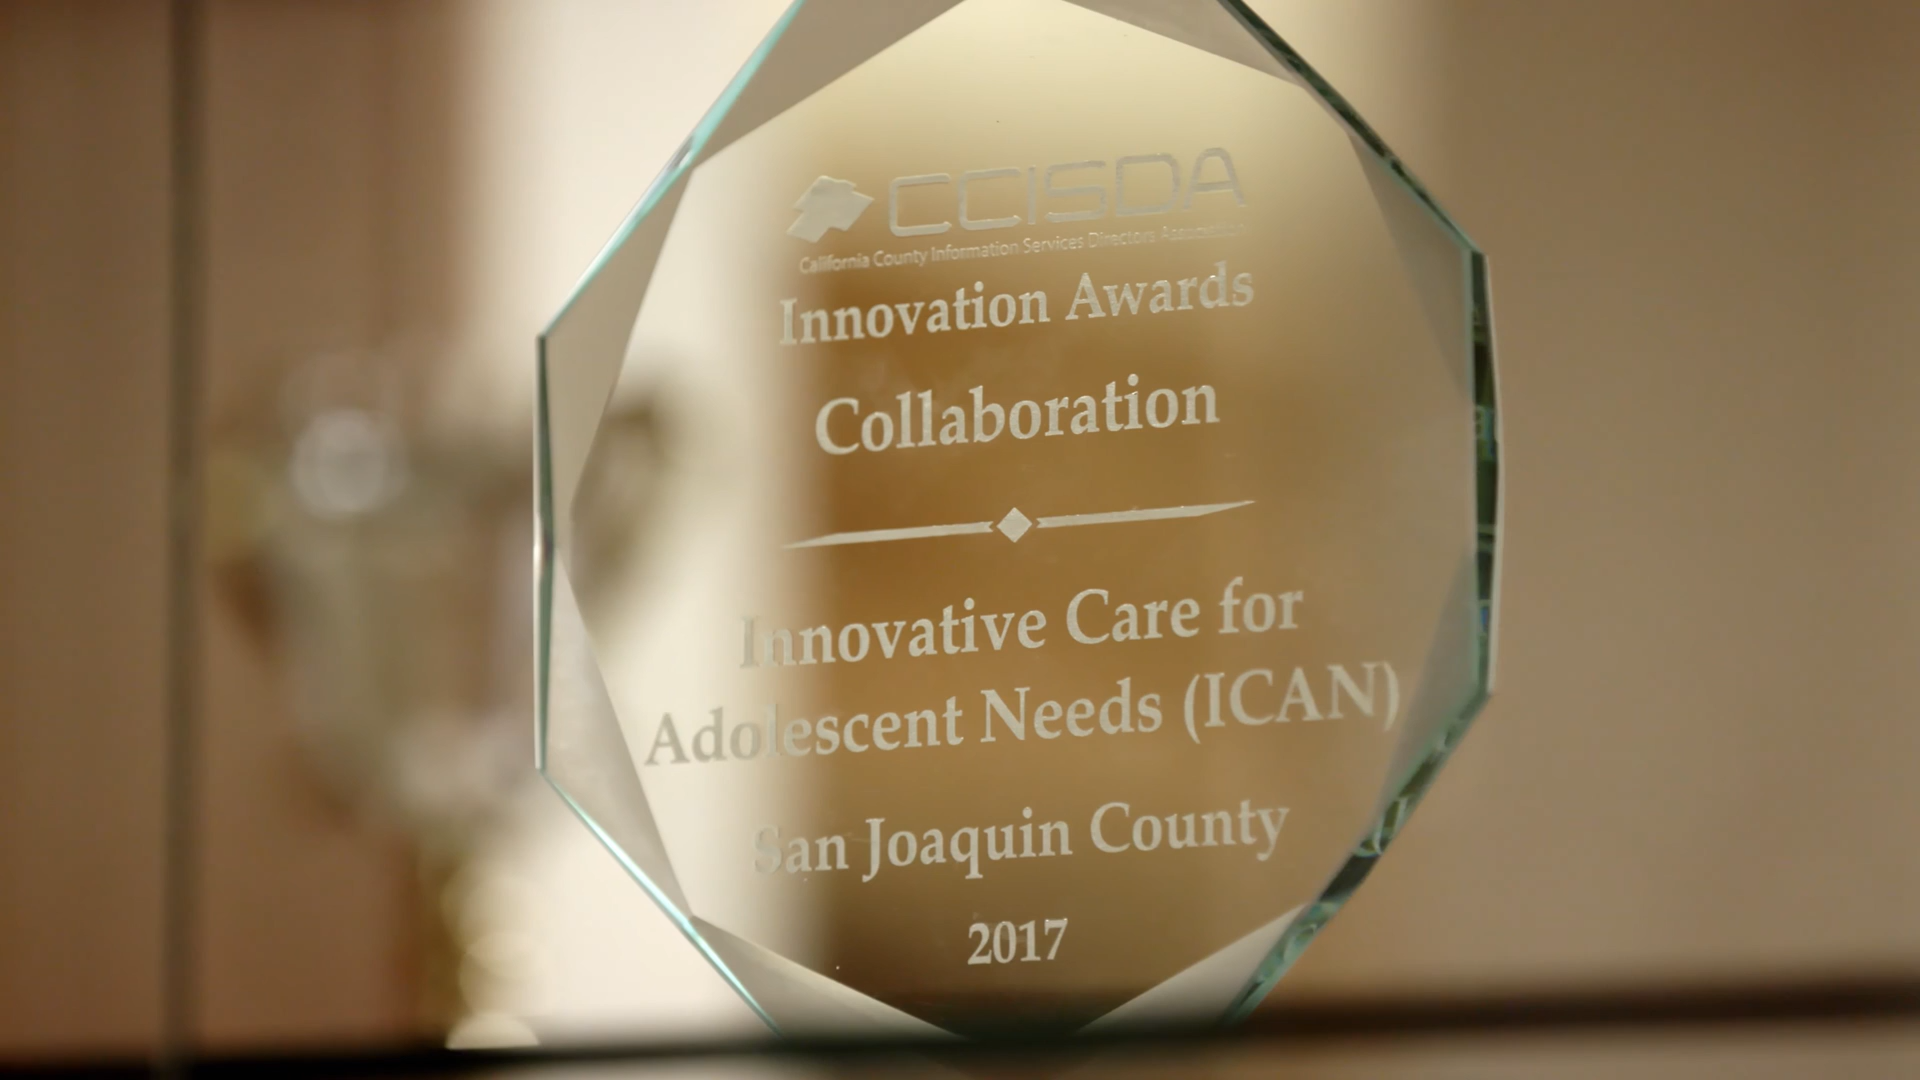 CCISDA
California County Information Services Directors Association
Innovation Awards
Collaboration
Innovative Care for
Adolescent Needs (ICAN)
San Joaquin County
2017